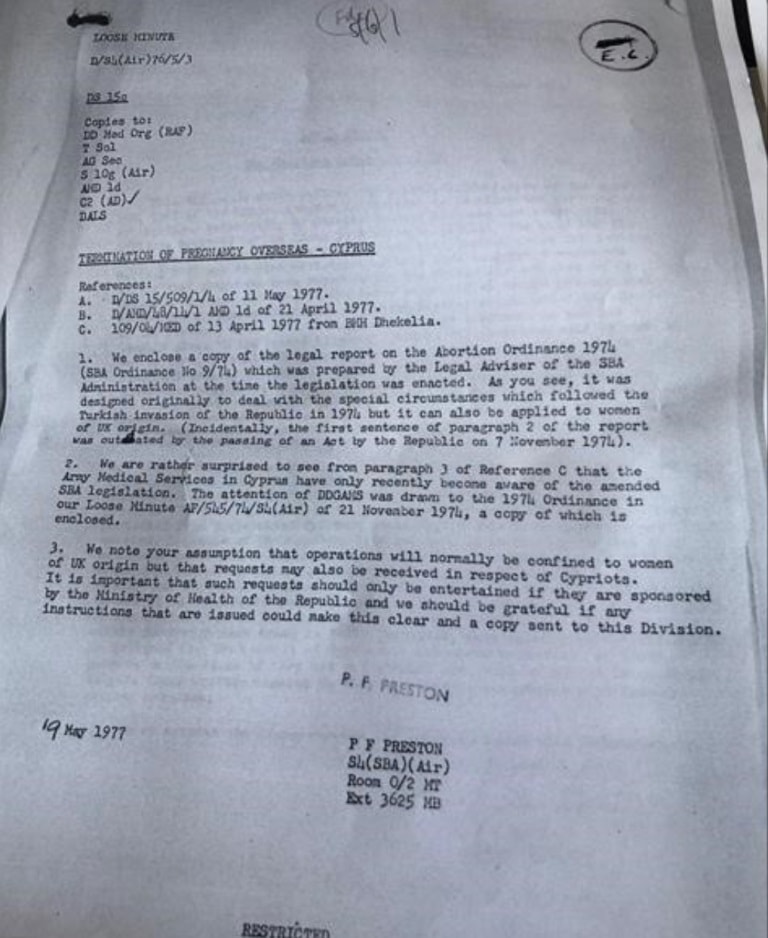 LOOSE MINUTE
D/S4(Air)76/5/3
E.C.
DS 15c
Copies to:
DD Med Org (RAF)
T Sol
AG Sec
S 10g (Air)
AMD 1d
C2 (AD)✓
DALS
TERMINATION OF PREGNANCY OVERSEAS - CYPRUS
References:
A. D/DS 15/509/1/4 of 11 May 1977.
B. D/AMD/48/14/1 AMD 1d of 21 April 1977.
C. 109/04/MED of 13 April 1977 from BMH Dhekelia.
1. We enclose a copy of the legal report on the Abortion Ordinance 1974
(SBA Ordinance No 9/74) which was prepared by the Legal Adviser of the SBA
Administration at the time the legislation was enacted. As you see, it was
designed originally to deal with the special circumstances which followed the
Turkish invasion of the Republic in 1974 but it can also be applied to women
of UK origin. (Incidentally, the first sentence of paragraph 2 of the report
was outdated by the passing of an Act by the Republic on 7 November 1974).
2. We are rather surprised to see from paragraph 3 of Reference C that the
Army Medical Services in Cyprus have only recently become aware of the amended
SBA legislation. The attention of DDGAMS was drawn to the 1974 Ordinance in
our Loose Minute AF/545/74/S4(Air) of 21 November 1974, a copy of which is
enclosed.
3. We note your assumption that operations will normally be confined to women
of UK origin but that requests may also be received in respect of Cypriots.
It is important that such requests should only be entertained if they are sponsored
by the Ministry of Health of the Republic and we should be grateful if any
instructions that are issued could make this clear and a copy sent to this Division.
P. F. PRESTON
19 May 1977
P F PRESTON
S4(SBA)(Air)
Room 0/2 MT
Ext 3625 MB
RESTRICTED